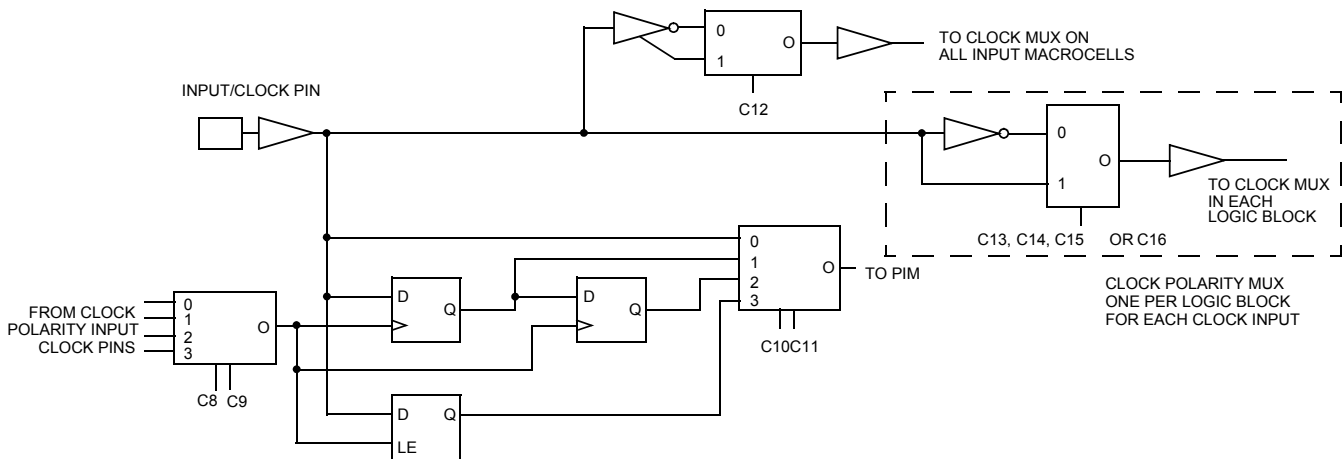 0
1
O
C12
TO CLOCK MUX ON
ALL INPUT MACROCELLS
INPUT/CLOCK PIN
0
1
O
TO CLOCK MUX
IN EACH
LOGIC BLOCK
C13, C14, C15 OR C16
CLOCK POLARITY MUX
ONE PER LOGIC BLOCK
FOR EACH CLOCK INPUT
0
1
2
3
O
TO PIM
C10C11
FROM CLOCK
POLARITY INPUT
CLOCK PINS
0
1
2
3
O
C8 C9
D Q
D Q
D Q
LE